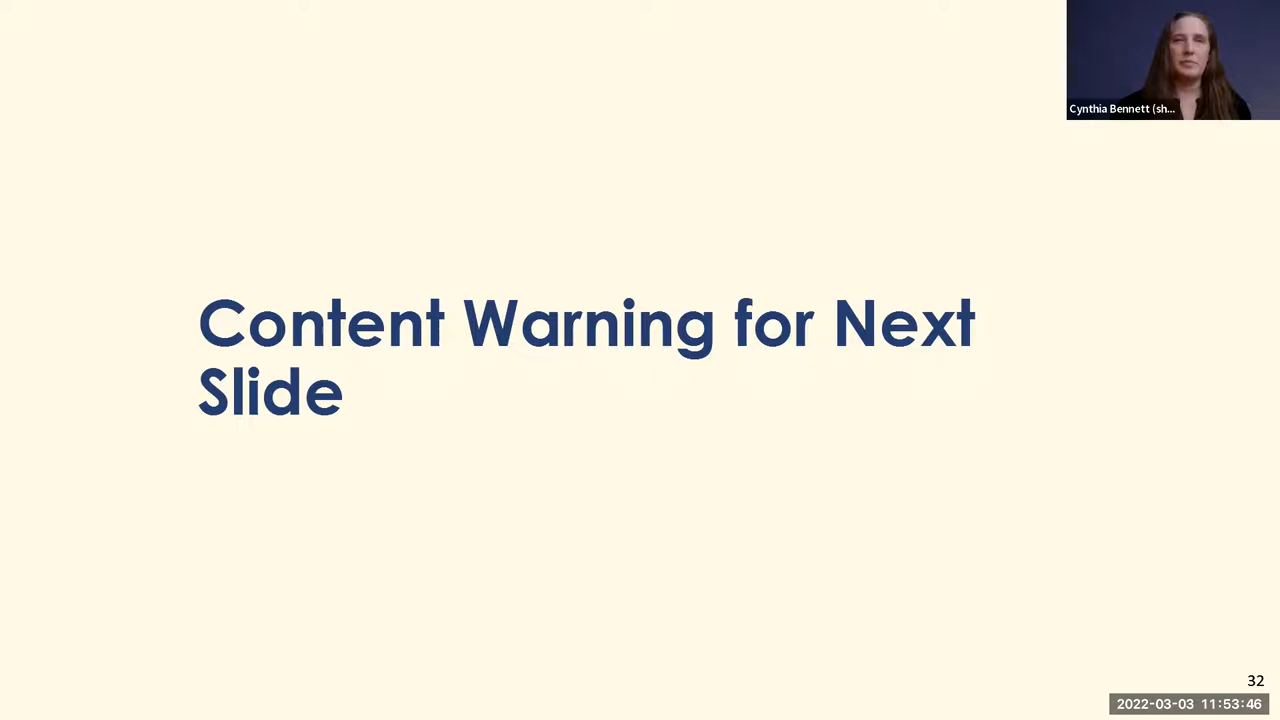 Cynthia Bennett (sh...
Content Warning for Next
Slide
32
2022-03-03 11:53:46